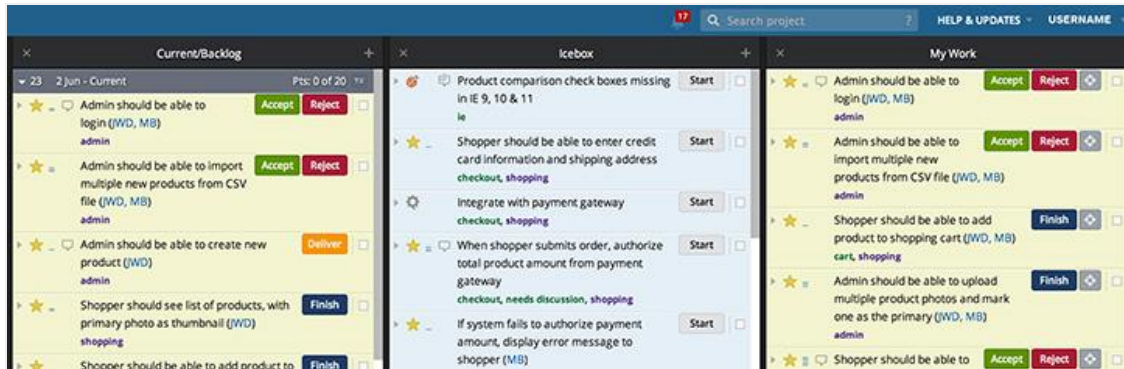 17
Search project
?
HELP & UPDATES
USERNAME
Current/Backlog
23 2 Jun - Current Pts: 0 of 20
Admin should be able to
login (JWD, MB)
admin
Accept Reject
Admin should be able to import
multiple new products from CSV
file (JWD, MB)
admin
Accept Reject
Admin should be able to create new
product (JWD)
admin
Deliver
Shopper should see list of products, with
primary photo as thumbnail (JWD)
shopping
Finish
Shopper should be able to add product to
Finish
Icebox
Product comparison check boxes missing
in IE 9, 10 & 11
ie
Start
Shopper should be able to enter credit
card information and shipping address
checkout, shopping
Start
Integrate with payment gateway
checkout, shopping
Start
When shopper submits order, authorize
total product amount from payment
gateway
checkout, needs discussion, shopping
Start
If system fails to authorize payment
amount, display error message to
shopper (MB)
Start
My Work
Admin should be able to
login (JWD, MB)
admin
Accept Reject
Admin should be able to
import multiple new
products from CSV file (JWD, MB)
admin
Accept Reject
Shopper should be able to add
product to shopping cart (JWD, MB)
cart, shopping
Finish
Admin should be able to upload
multiple product photos and mark
one as the primary (JWD, MB)
admin
Finish
Shopper should be able to
Accept Reject